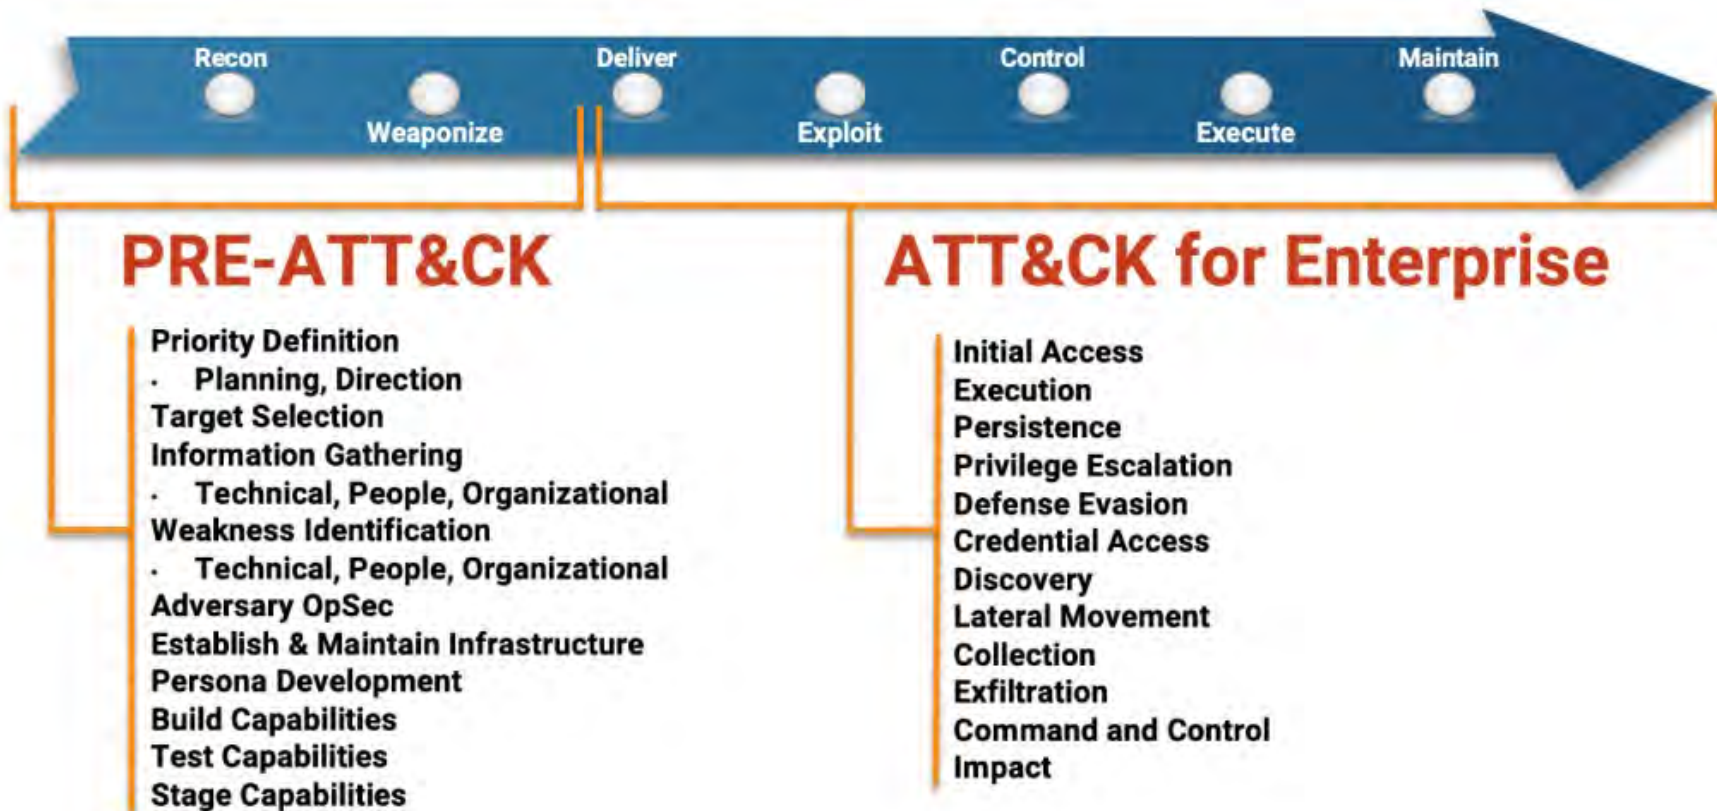 Recon
Deliver
Control
Maintain
Weaponize
Exploit
Execute
PRE-ATT&CK
Priority Definition
· Planning, Direction
Target Selection
Information Gathering
· Technical, People, Organizational
Weakness Identification
· Technical, People, Organizational
Adversary OpSec
Establish & Maintain Infrastructure
Persona Development
Build Capabilities
Test Capabilities
Stage Capabilities
ATT&CK for Enterprise
Initial Access
Execution
Persistence
Privilege Escalation
Defense Evasion
Credential Access
Discovery
Lateral Movement
Collection
Exfiltration
Command and Control
Impact